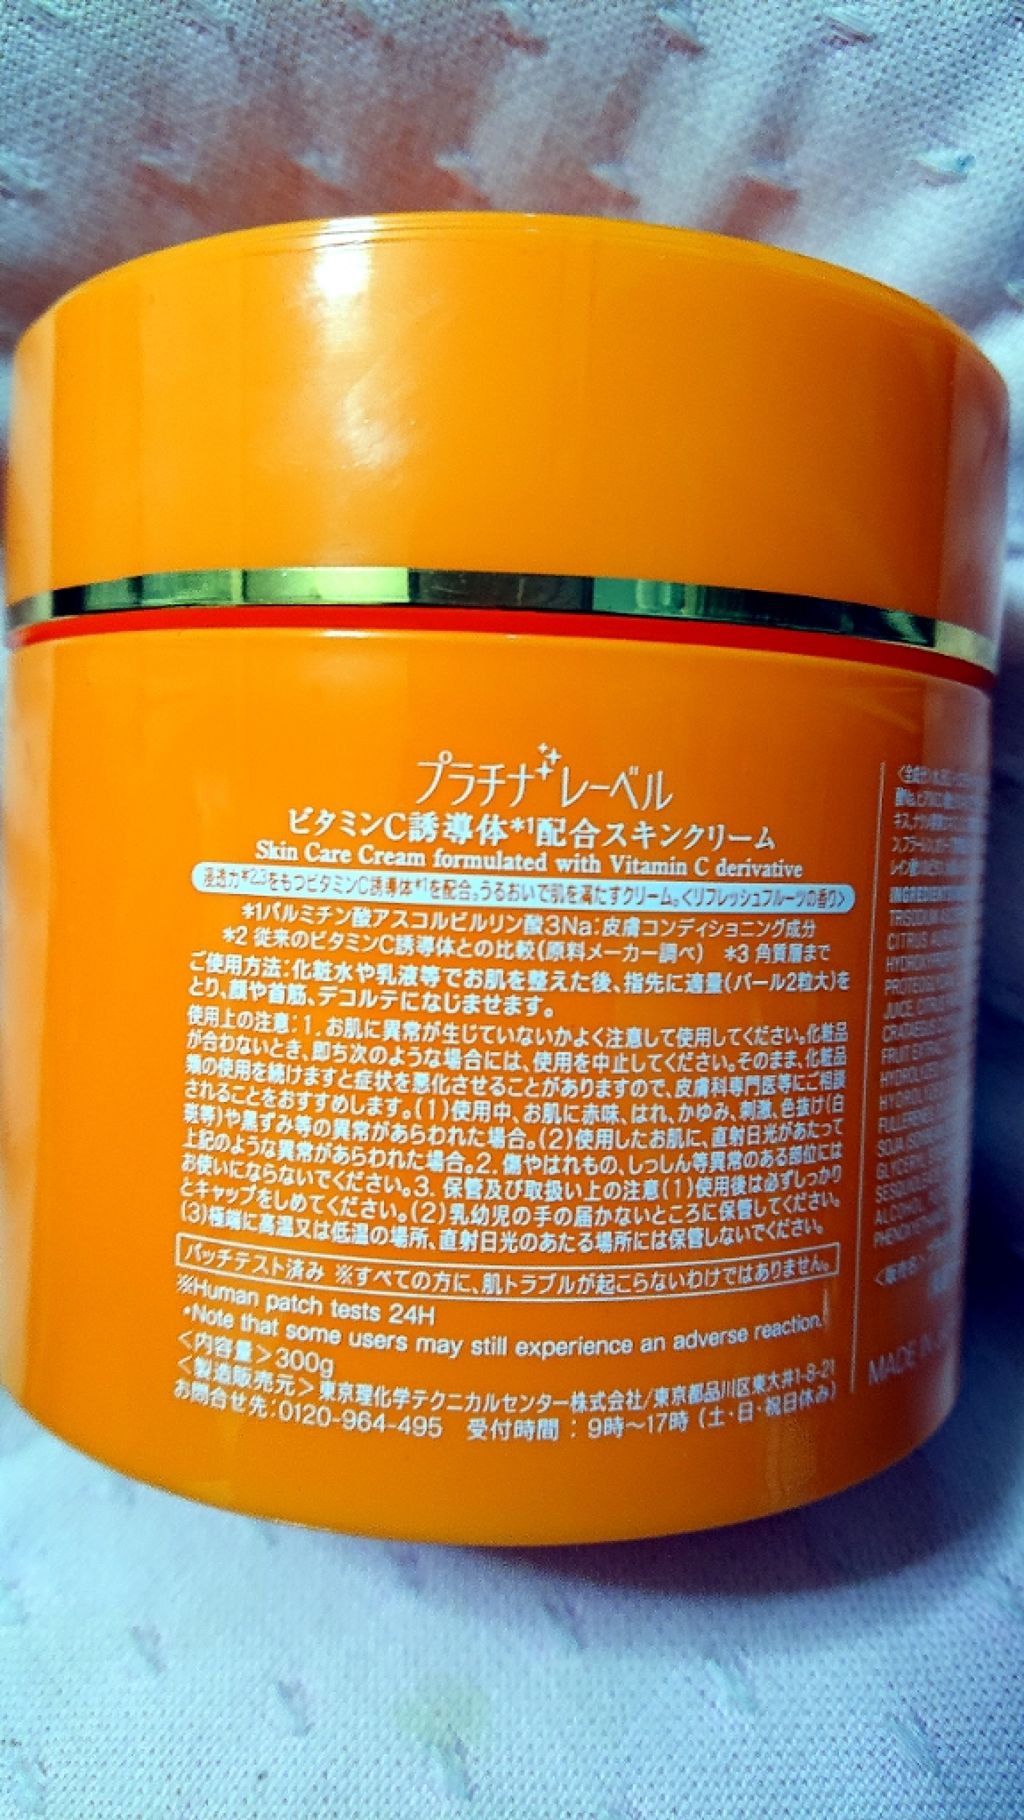 プラチナレーベル
ビタミンC誘導体*1配合スキンクリーム
Skin Care Cream formulated with Vitamin C derivative
浸透力*2,3をもつビタミンC誘導体*1を配合。うるおいで肌を満たすクリーム。<リフレッシュフルーツの香り>
*1パルミチン酸アスコルビルリン酸3Na:皮膚コンディショニング成分
*2 従来のビタミンC誘導体との比較(原料メーカー調べ) *3 角質層まで
ご使用方法:化粧水や乳液等でお肌を整えた後、指先に適量(パール2粒大)を
とり、顔や首筋、デコルテになじませます。
使用上の注意:1. お肌に異常が生じていないかよく注意して使用してください。化粧品
が合わないとき、即ち次のような場合には、使用を中止してください。そのまま、化粧品
類の使用を続けますと症状を悪化させることがありますので、皮膚科専門医等にご相談
されることをおすすめします。(1)使用中、お肌に赤味、はれ、かゆみ、刺激、色抜け(白
斑等)や黒ずみ等の異常があらわれた場合。(2)使用したお肌に、直射日光があたって
上記のような異常があらわれた場合。2. 傷やはれもの、しっしん等異常のある部位には
お使いにならないでください。3. 保管及び取扱い上の注意(1)使用後は必ずしっかり
とキャップをしめてください。(2)乳幼児の手の届かないところに保管してください。
(3)極端に高温又は低温の場所、直射日光のあたる場所には保管しないでください。
パッチテスト済み ※すべての方に、肌トラブルが起こらないわけではありません。
※Human patch tests 24H
•Note that some users may still experience an adverse reaction.
<内容量>300g
<製造販売元>東京理化学テクニカルセンター株式会社/東京都品川区東大井1-8-21
お問合せ先:0120-964-495 受付時間:9時〜17時(土・日・祝日休み)
<全成分>水
JUICE, CITRUS
FRUIT
ALCOHOL,
<販売名>
MADE IN